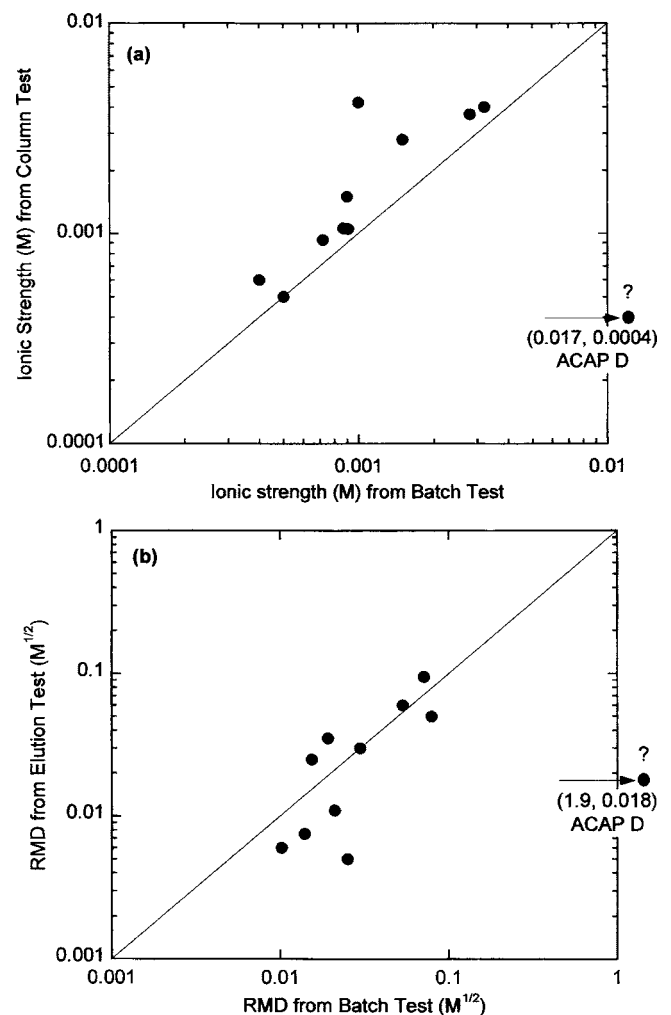 (a)
Ionic Strength (M) from Column Test
0.01
0.001
0.0001
0.0001
0.001
0.01
Ionic strength (M) from Batch Test
?
(0.017, 0.0004)
ACAP D
(b)
RMD from Elution Test (M^1/2)
1
0.1
0.01
0.001
0.001
0.01
0.1
1
RMD from Batch Test (M^1/2)
?
(1.9, 0.018)
ACAP D